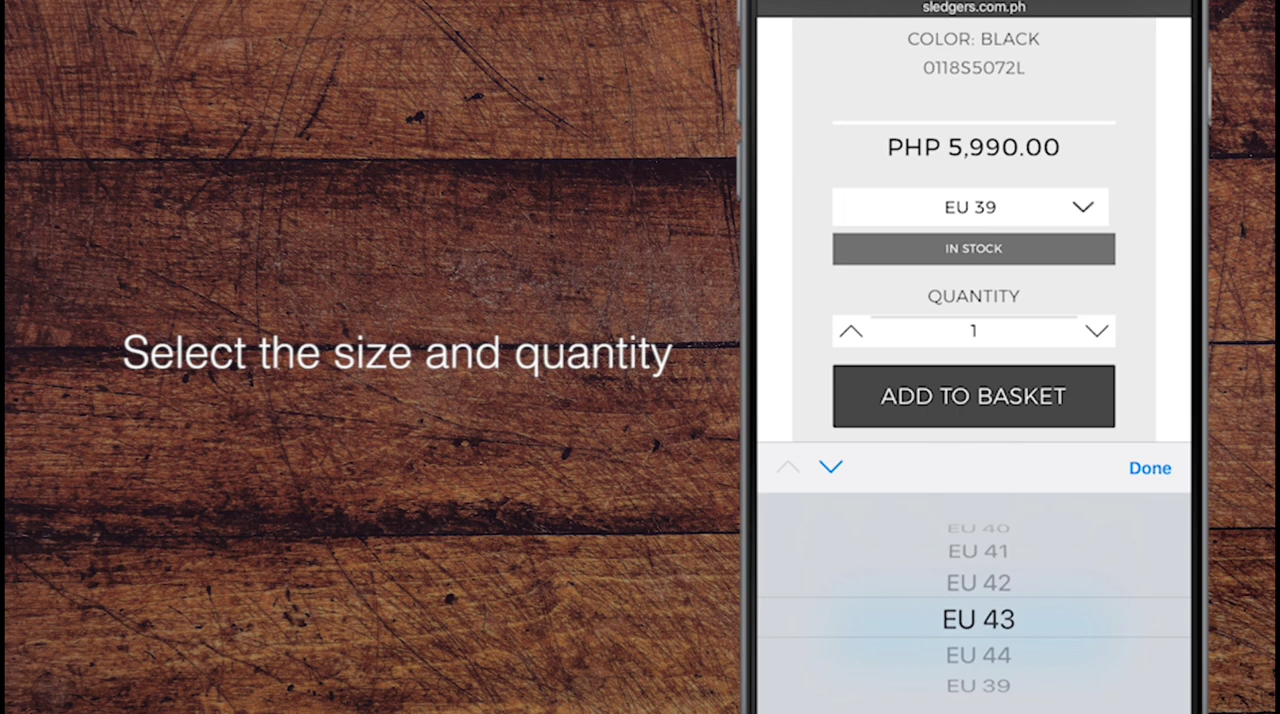 sledgers.com.ph
COLOR: BLACK
0118S5072L
PHP 5,990.00
EU 39
IN STOCK
QUANTITY
1
ADD TO BASKET
Select the size and quantity
Done
EU 40
EU 41
EU 42
EU 43
EU 44
EU 39